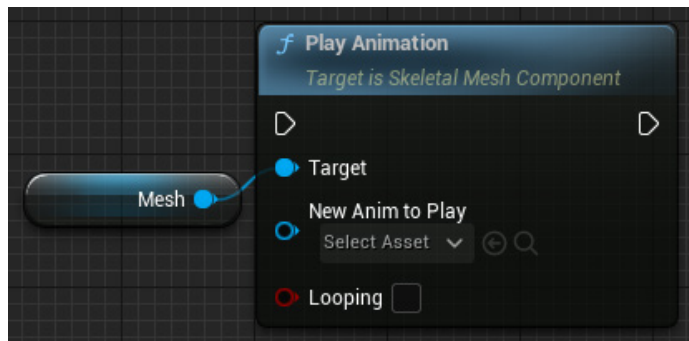 f Play Animation
Target is Skeletal Mesh Component
Mesh
Target
New Anim to Play
Select Asset
Looping